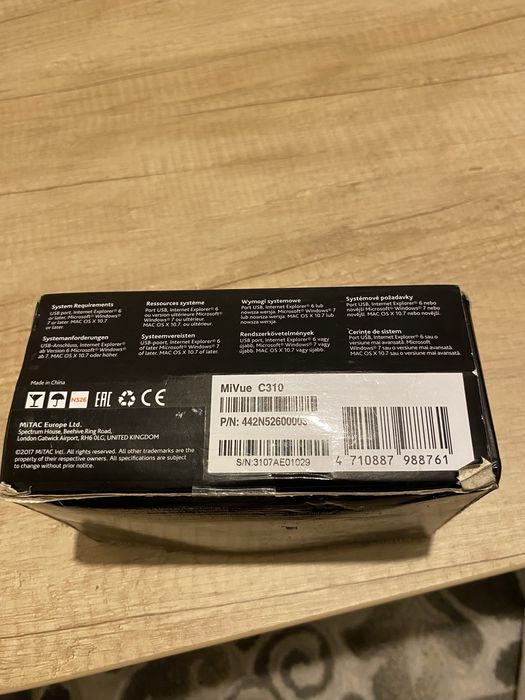 System Requirements
USB port, Internet Explorer® 6
or later, Microsoft® Windows®
7 or later. MAC OS X 10.7
or later.
Ressources système
Port USB, Internet Explorer® 6
ou version ultérieure Microsoft®
Windows® 7 ou ultérieur.
MAC OS X 10.7. ou ultérieur.
Wymogi systemowe
Port USB, Internet Explorer® 6 lub
nowsza wersja. Microsoft®
Windows® 7 lub nowszy. MAC OS X 10.7 lub
nowsza wersja.
Systémové požadavky
Port USB, Internet Explorer® 6 nebo
novější, Microsoft® Windows® 7 nebo
novější. MAC OS X 10.7. nebo
novější.
Systemanforderungen
USB-Anschluss, Internet Explorer®
ab Version 6 Microsoft® Windows®
ab 7. MAC OS X 10.7 oder höher.
Systeemvereisten
USB-poort, Internet Explorer® 6
of later, Microsoft® Windows® 7
of later. MAC OS X 10.7 of later.
Rendszerkövetelmények
USB port, Internet Explorer® 6 vagy
újabb, Microsoft® Windows® 7 vagy
újabb. MAC OS X 10.7 vagy újabb.
Cerințe de sistem
Port USB, Internet Explorer® 6 sau o
versiune mai avansată. Microsoft® Windows®
7 sau o versiune mai avansată.
MAC OS X 10.7 sau o versiune mai avansată.
Made in China
N526
EAC
CE
MiTAC Europe Ltd.
Spectrum House, Beehive Ring Road,
London Gatwick Airport, RH6 0LG, UNITED KINGDOM
©2017 MiTAC Intl. All rights reserved. All other trademarks are the
property of their respective owners. All specifications are subject
to change without prior notice.
MiVue C310
P/N: 442N52600003
S/N:3107AE01029
4 710887 988761